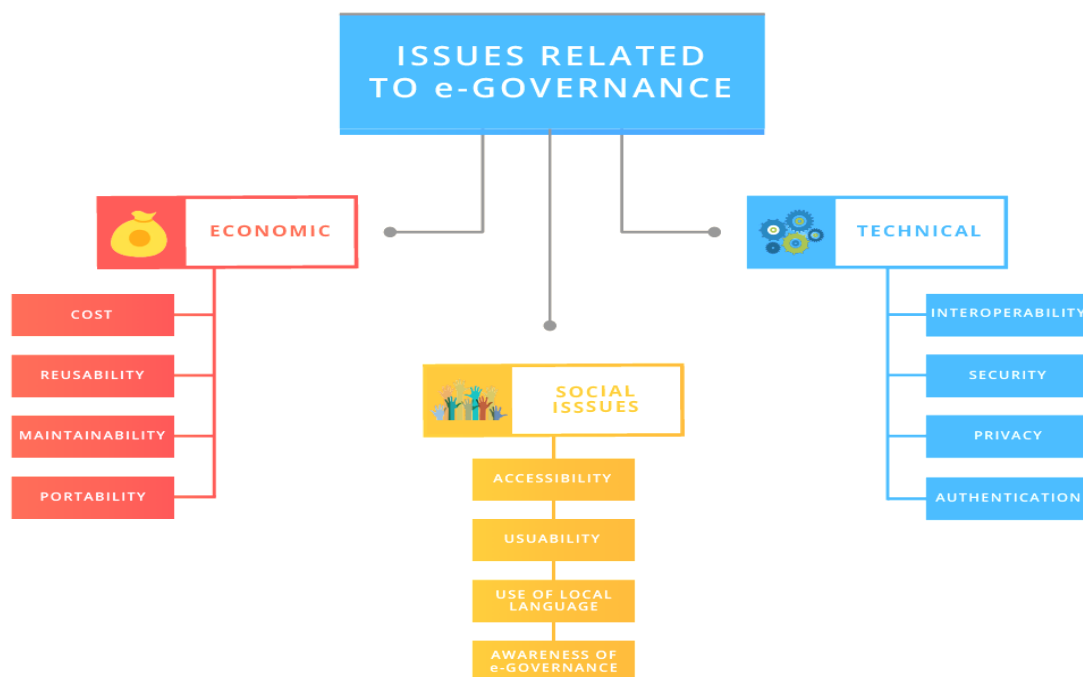 ISSUES RELATED
TO e-GOVERNANCE
ECONOMIC
COST
REUSABILITY
MAINTAINABILITY
PORTABILITY
SOCIAL
ISSSUES
ACCESSIBILITY
USUABILITY
USE OF LOCAL
LANGUAGE
AWARENESS OF
e-GOVERNANCE
TECHNICAL
INTEROPERABILITY
SECURITY
PRIVACY
AUTHENTICATION